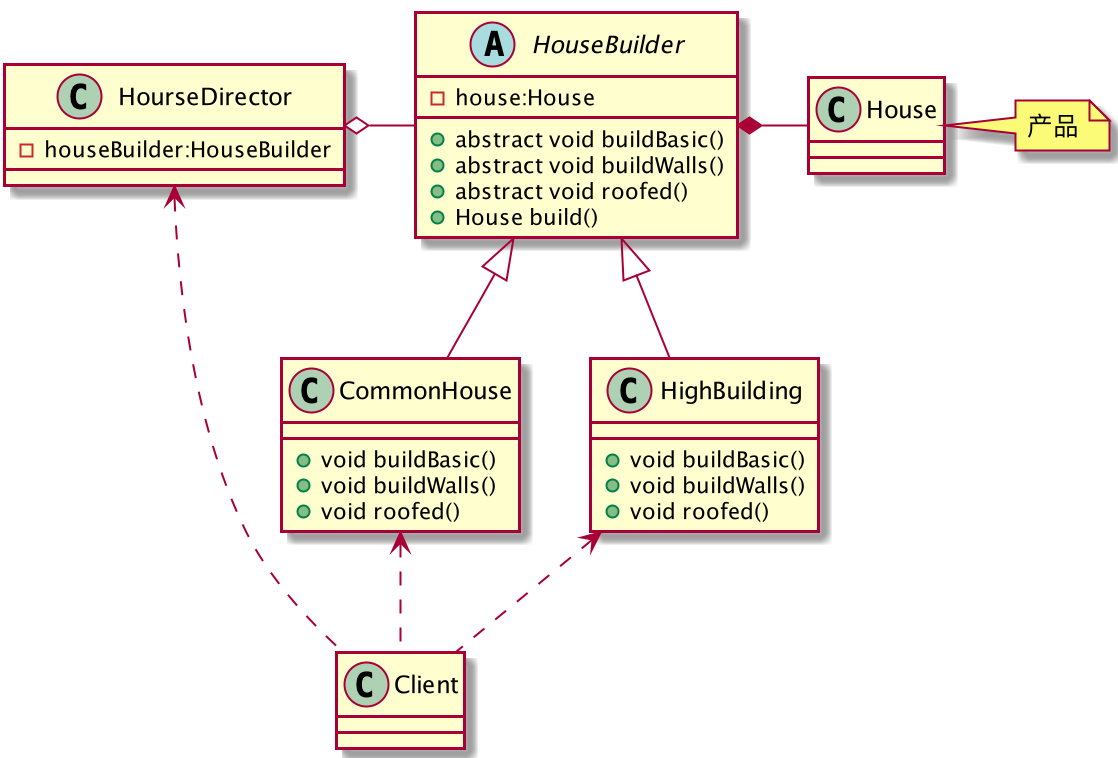 A HouseBuilder
house:House
abstract void buildBasic()
abstract void buildWalls()
abstract void roofed()
House build()
C HourseDirector
houseBuilder:HouseBuilder
C House
产品
C CommonHouse
void buildBasic()
void buildWalls()
void roofed()
C HighBuilding
void buildBasic()
void buildWalls()
void roofed()
C Client